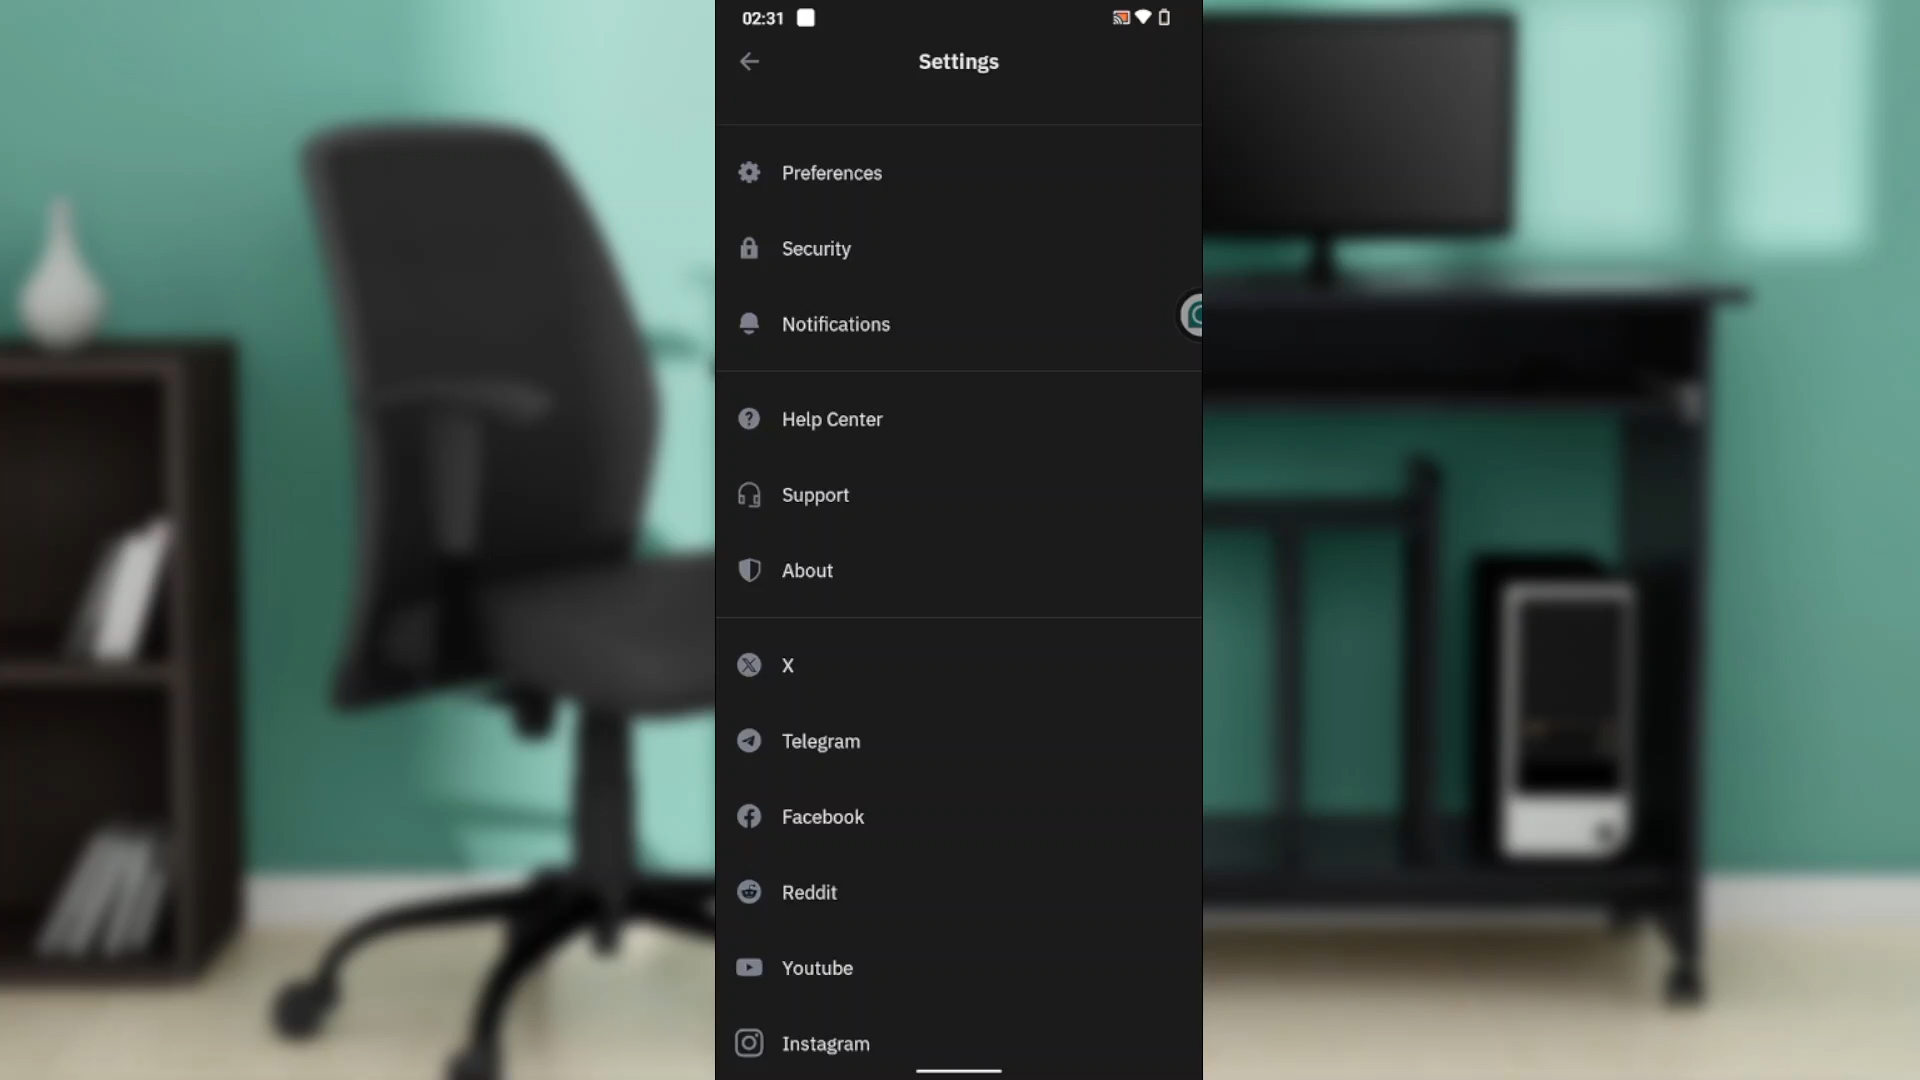 02:31
Settings
Preferences
Security
Notifications
Help Center
Support
About
X
Telegram
Facebook
Reddit
Youtube
Instagram